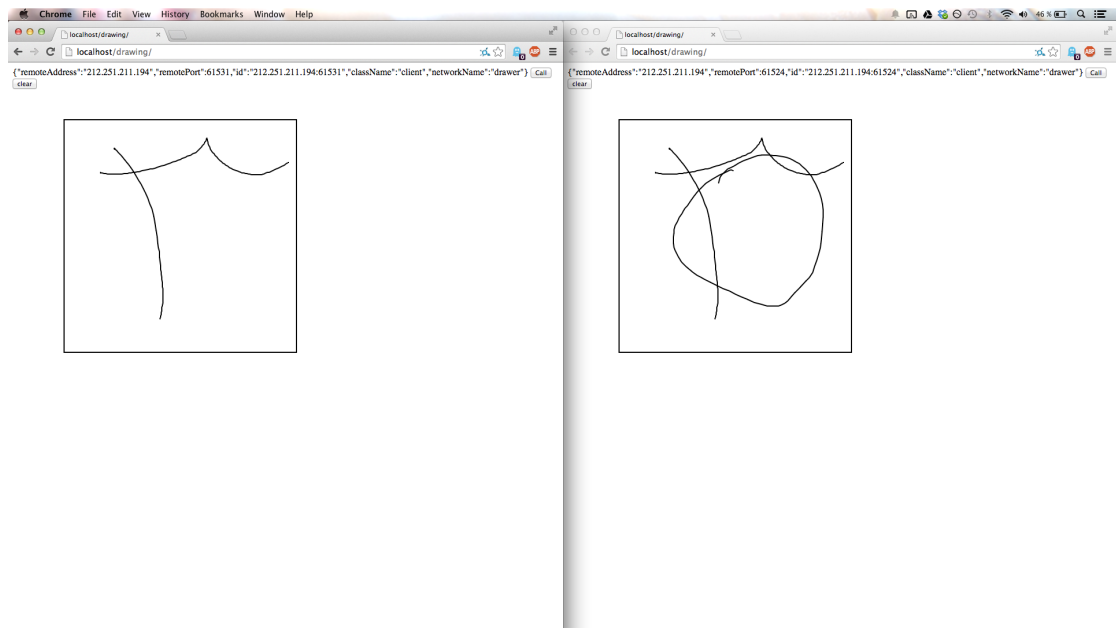 Chrome File Edit View History Bookmarks Window Help
46%
localhost/drawing/
localhost/drawing/
{"remoteAddress":"212.251.211.194","remotePort":61531,"id":"212.251.211.194:61531","className":"client","networkName":"drawer"} Call
clear
localhost/drawing/
localhost/drawing/
{"remoteAddress":"212.251.211.194","remotePort":61524,"id":"212.251.211.194:61524","className":"client","networkName":"drawer"} Call
clear